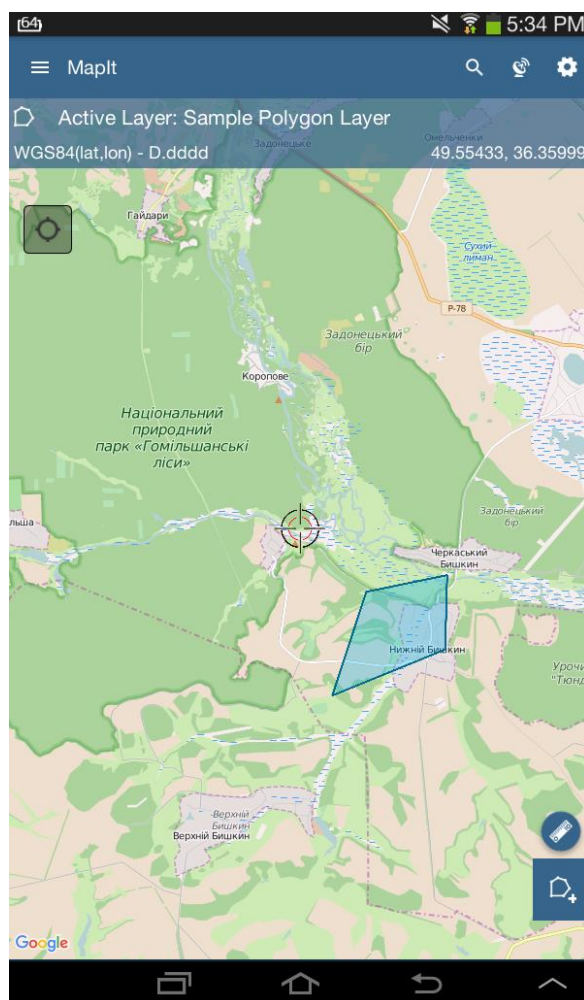 64
5:34 PM
MapIt
Active Layer: Sample Polygon Layer
WGS84(lat,lon) - D.dddd
49.55433, 36.35999
Омельченки
Задонецьке
Гайдари
Сухий
лиман
Р-78
Задонецький
бір
Коропове
Національний
природний
парк «Гомільшанські
ліси»
льша
Задонецький
бір
Черкаський
Бишкин
Нижній Бишкин
Урочи
"Тюнд
Верхній
Бишкин
Верхній Бишкин
Google